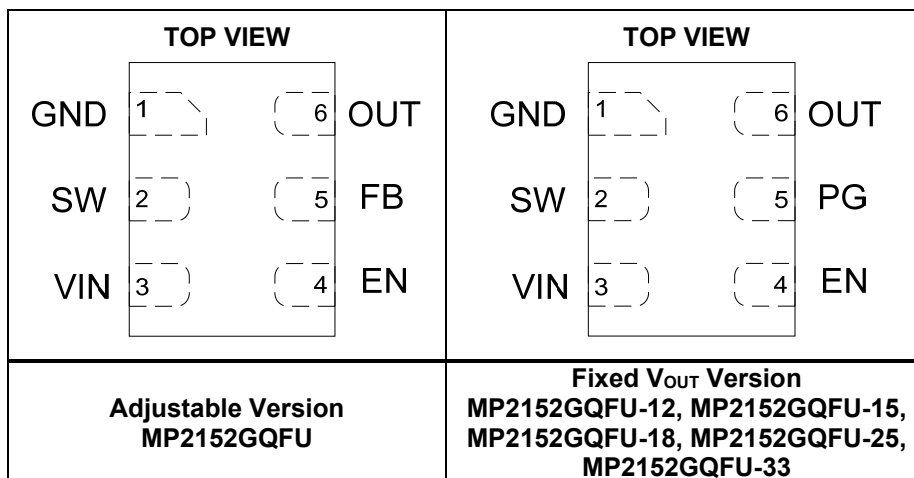 TOP VIEW
GND 1 6 OUT
SW 2 5 FB
VIN 3 4 EN
Adjustable Version
MP2152GQFU
TOP VIEW
GND 1 6 OUT
SW 2 5 PG
VIN 3 4 EN
Fixed VOUT Version
MP2152GQFU-12, MP2152GQFU-15,
MP2152GQFU-18, MP2152GQFU-25,
MP2152GQFU-33